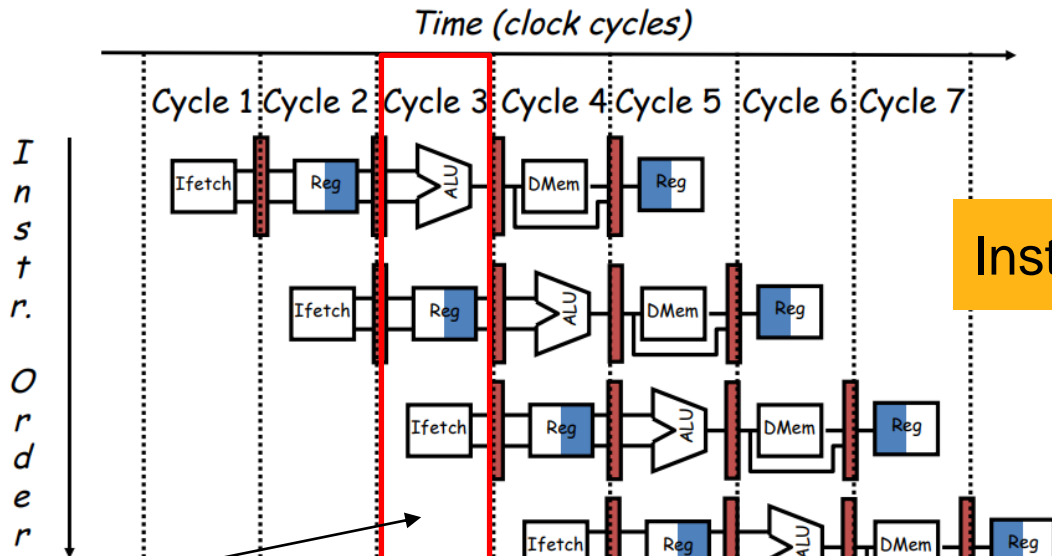 Time (clock cycles)
Cycle 1 Cycle 2 Cycle 3 Cycle 4 Cycle 5 Cycle 6 Cycle 7
Instr. Order
Ifetch Reg ALU DMem Reg
Ifetch Reg ALU DMem Reg
Inst
Ifetch Reg ALU DMem Reg
Ifetch Reg ALU DMem Reg